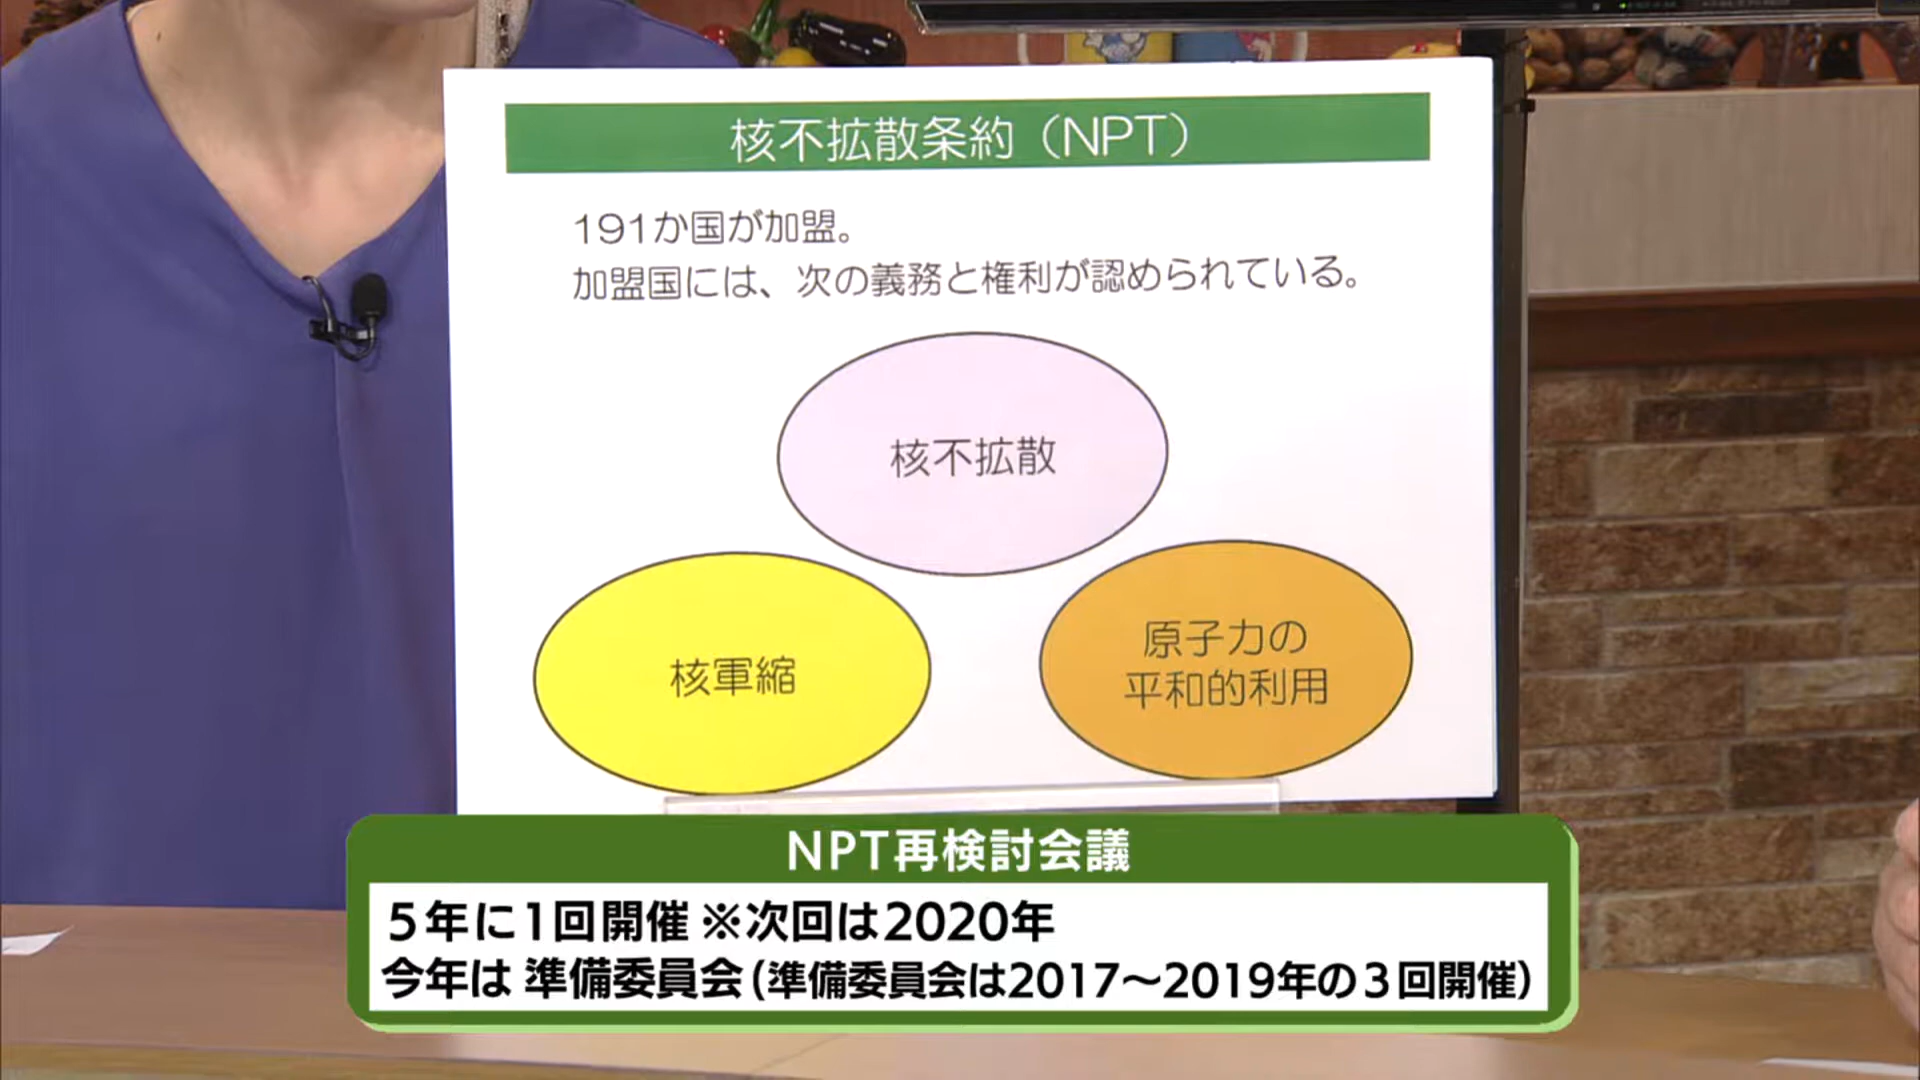 核不拡散条約（NPT）
191か国が加盟。
加盟国には、次の義務と権利が認められている。
核不拡散
核軍縮
原子力の
平和的利用
NPT再検討会議
5年に1回開催 ※次回は2020年
今年は 準備委員会(準備委員会は2017～2019年の3回開催)